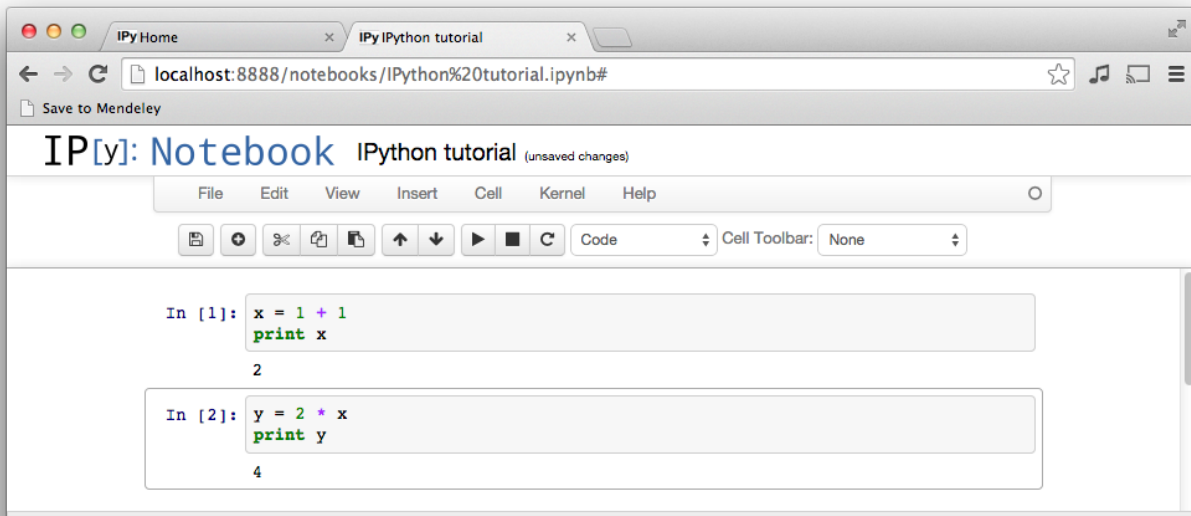 IPy Home
IPy IPython tutorial
localhost:8888/notebooks/IPython%20tutorial.ipynb#
Save to Mendeley
IP[y]: Notebook IPython tutorial (unsaved changes)
File Edit View Insert Cell Kernel Help
Code Cell Toolbar: None
In [1]: x = 1 + 1
print x
2
In [2]: y = 2 * x
print y
4